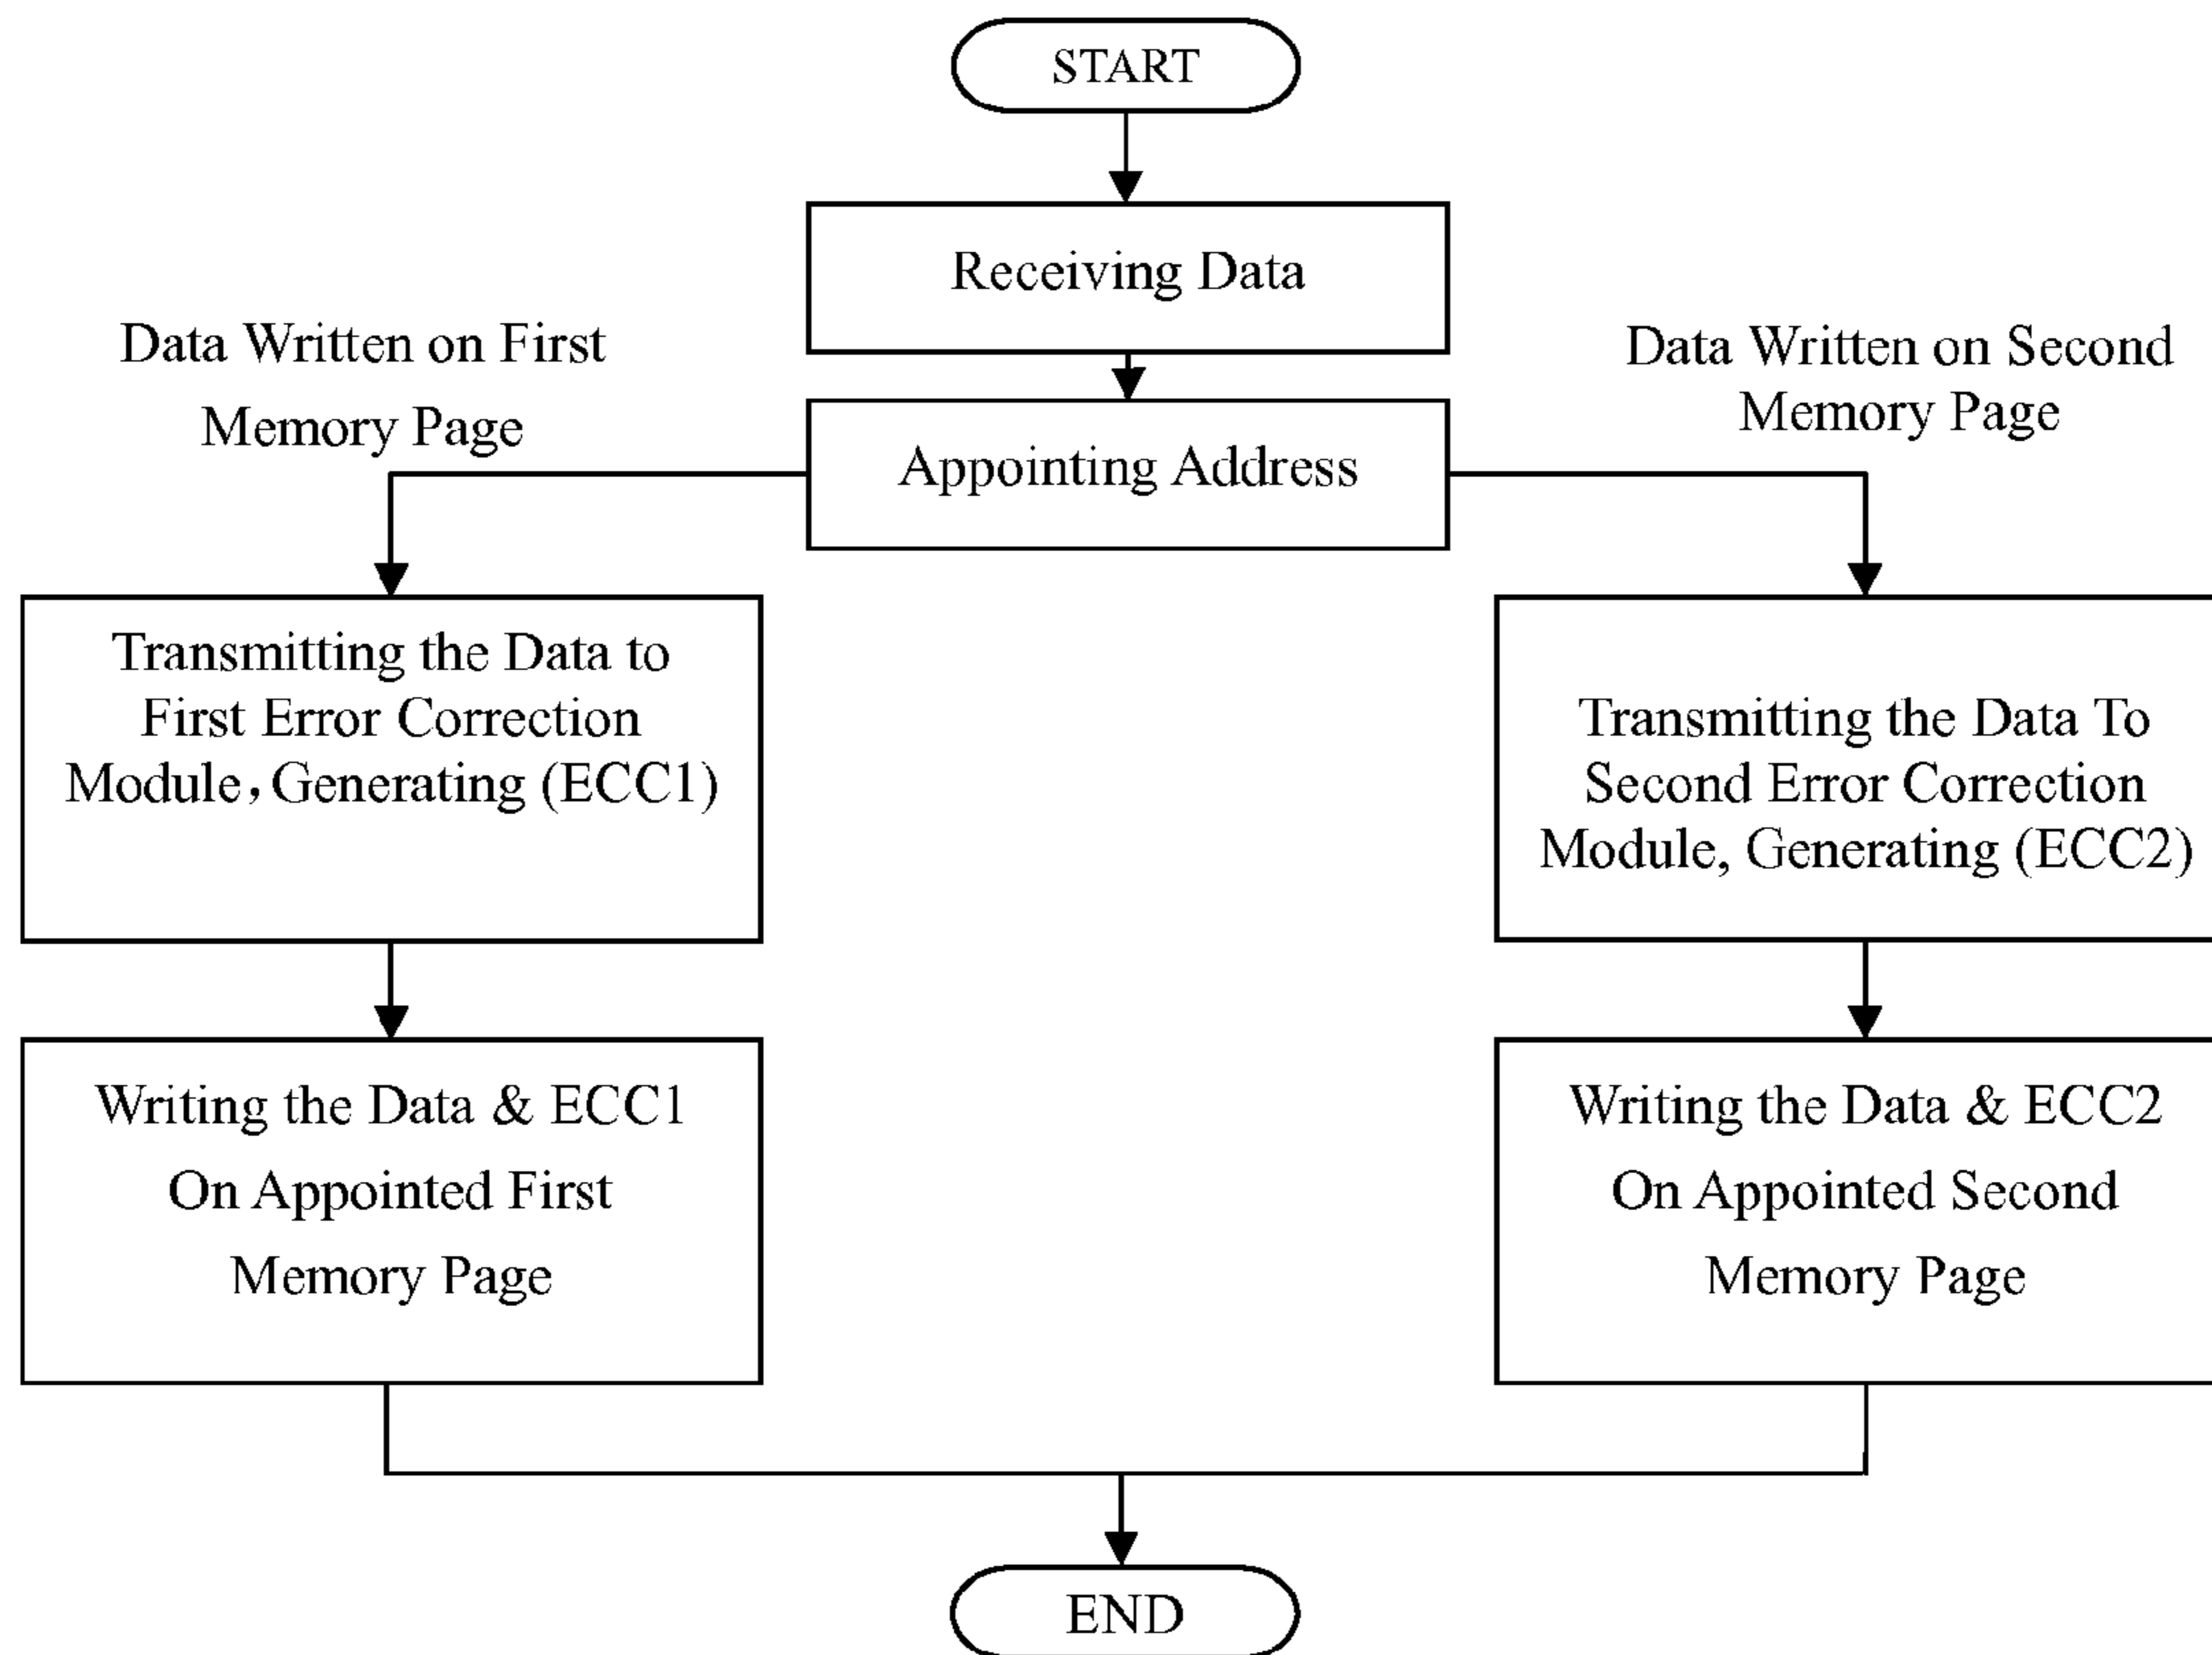 START
Receiving Data
Data Written on First
Memory Page
Data Written on Second
Memory Page
Appointing Address
Transmitting the Data to
First Error Correction
Module，Generating (ECC1)
Transmitting the Data To
Second Error Correction
Module, Generating (ECC2)
Writing the Data & ECC1
On Appointed First
Memory Page
Writing the Data & ECC2
On Appointed Second
Memory Page
END